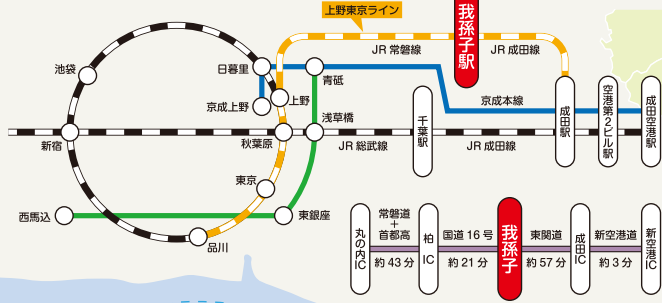 上野東京ライン
我孫子駅
JR 常磐線
JR 成田線
池袋
日暮里
青砥
京成上野
上野
京成本線
成田駅
空港第2ビル駅
成田空港駅
新宿
秋葉原
浅草橋
JR 総武線
千葉駅
JR 成田線
東京
西馬込
東銀座
品川
丸の内IC
常磐道
+
首都高
約 43 分
柏IC
国道 16 号
約 21 分
我孫子
東関道
約 57 分
成田IC
新空港道
約 3 分
新空港IC